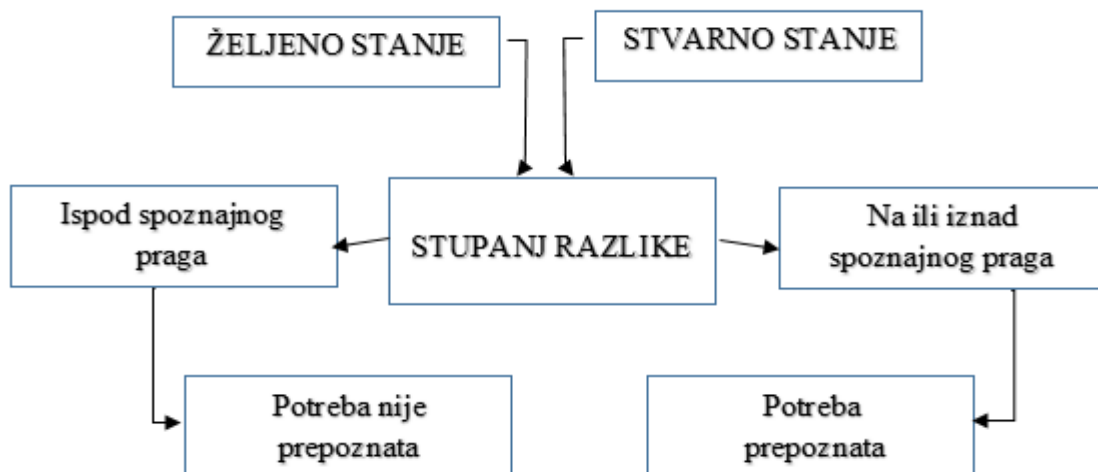 ŽELJENO STANJE
STVARNO STANJE
Ispod spoznajnog
praga
STUPANJ RAZLIKE
Na ili iznad
spoznajnog praga
Potreba nije
prepoznata
Potreba
prepoznata